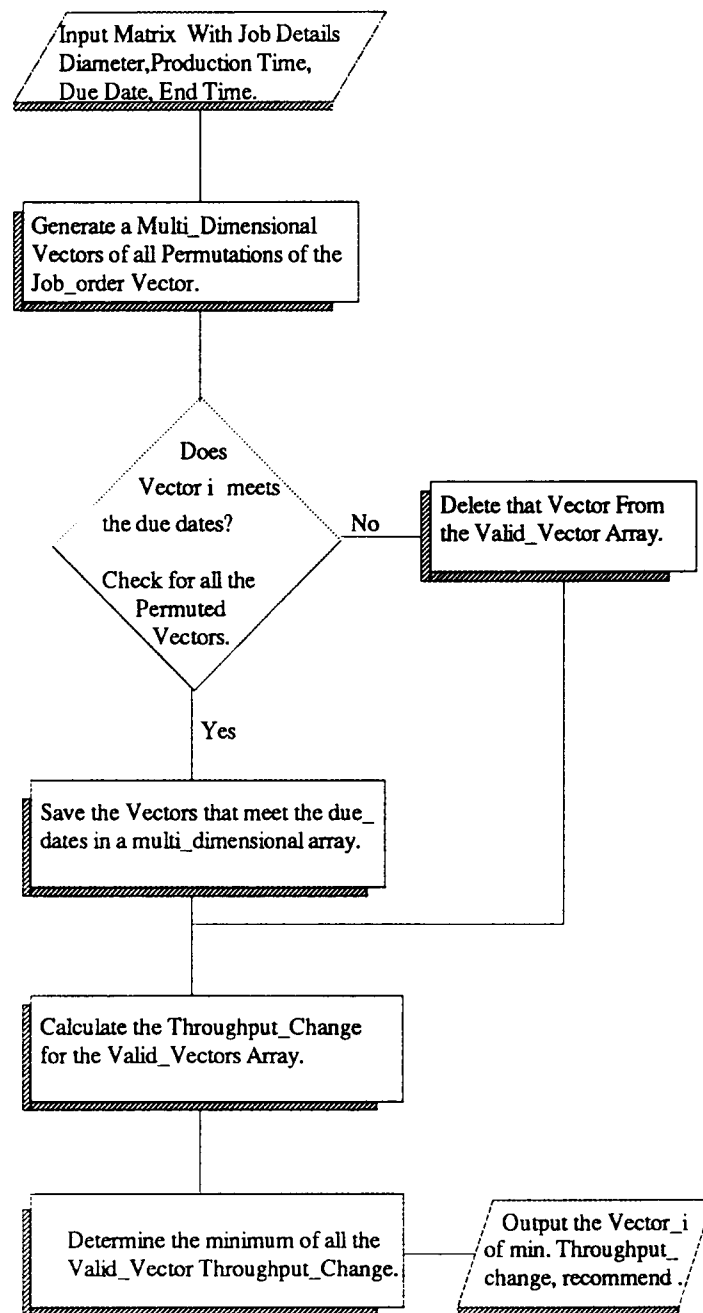 Input Matrix With Job Details
Diameter,Production Time,
Due Date, End Time.
Generate a Multi_Dimensional
Vectors of all Permutations of the
Job_order Vector.
Does
Vector i meets
the due dates?
Check for all the
Permuted
Vectors.
No
Delete that Vector From
the Valid_Vector Array.
Yes
Save the Vectors that meet the due_
dates in a multi_dimensional array.
Calculate the Throughput_Change
for the Valid_Vectors Array.
Determine the minimum of all the
Valid_Vector Throughput_Change.
Output the Vector_i
of min. Throughput_
change, recommend .